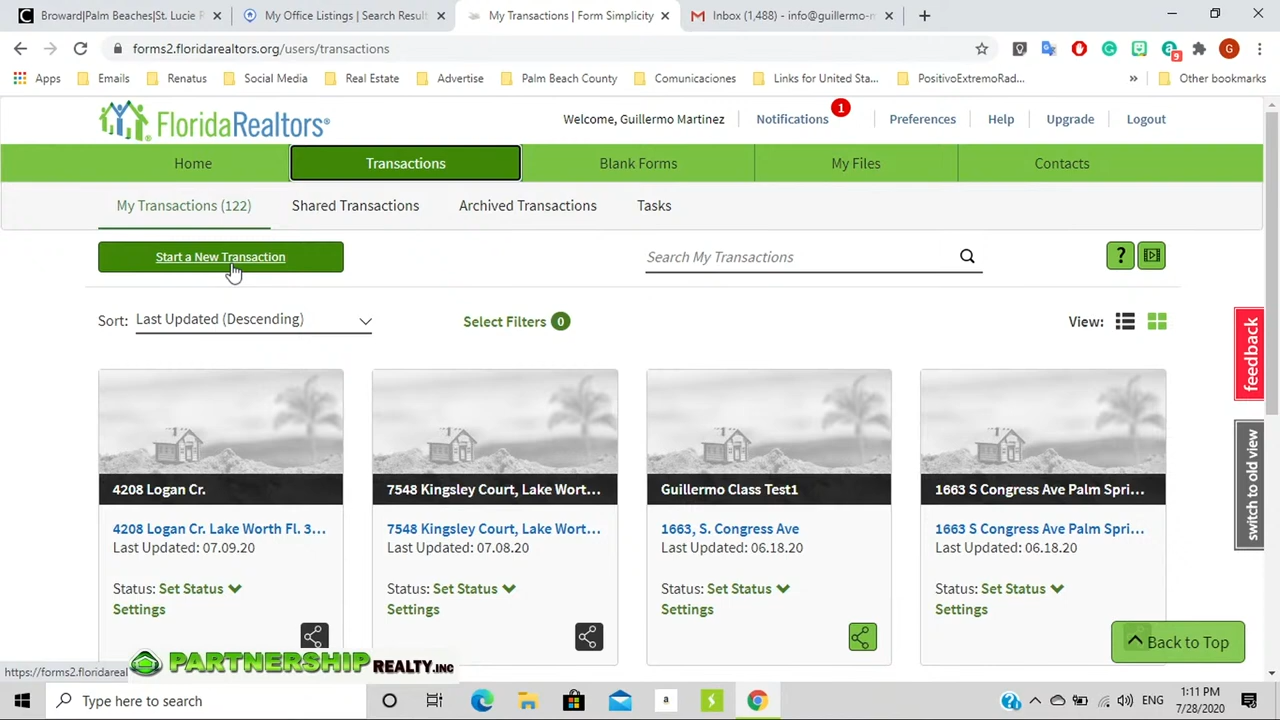 Broward|Palm Beaches|St. Lucie R
My Office Listings | Search Result
My Transactions | Form Simplicity
Inbox (1,488) - info@guillermo-m
forms2.floridarealtors.org/users/transactions
G
9
Apps
Emails
Renatus
Social Media
Real Estate
Advertise
Palm Beach County
Comunicaciones
Links for United Sta...
PositivoExtremoRad...
»
Other bookmarks
FloridaRealtors®
Welcome, Guillermo Martinez
Notifications
1
Preferences
Help
Upgrade
Logout
Home
Transactions
Blank Forms
My Files
Contacts
My Transactions (122)
Shared Transactions
Archived Transactions
Tasks
Start a New Transaction
Search My Transactions
?
Sort: Last Updated (Descending)
Select Filters 0
View:
feedback
switch to old view
4208 Logan Cr.
4208 Logan Cr. Lake Worth Fl. 3...
Last Updated: 07.09.20
Status: Set Status
Settings
7548 Kingsley Court, Lake Wort...
7548 Kingsley Court, Lake Wort...
Last Updated: 07.08.20
Status: Set Status
Settings
Guillermo Class Test1
1663, S. Congress Ave
Last Updated: 06.18.20
Status: Set Status
Settings
1663 S Congress Ave Palm Spri...
1663 S Congress Ave Palm Spri...
Last Updated: 06.18.20
Status: Set Status
Settings
Back to Top
https://forms2.floridareal
PARTNERSHIP REALTY.INC
Type here to search
a
ENG
1:11 PM
7/28/2020